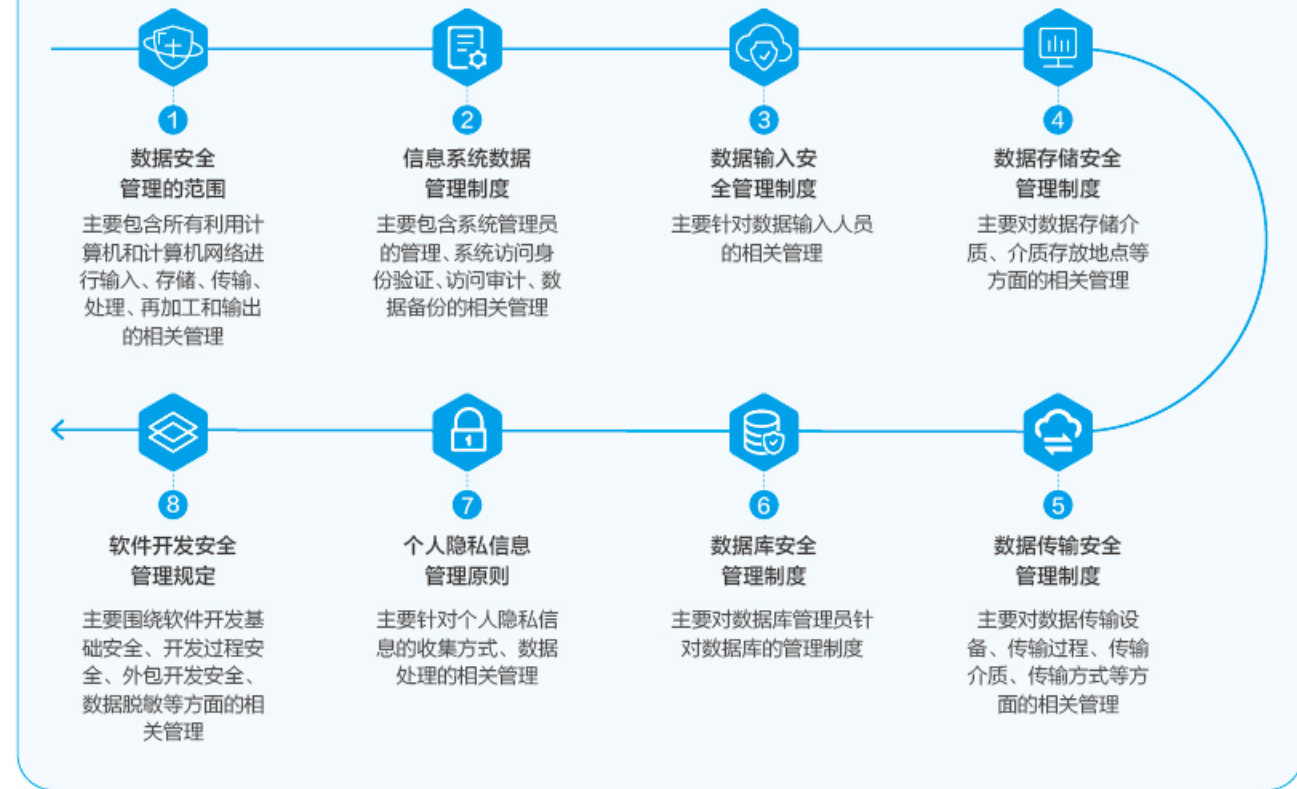 1
数据安全
管理的范围
主要包含所有利用计
算机和计算机网络进
行输入、存储、传输、
处理、再加工和输出
的相关管理
2
信息系统数据
管理制度
主要包含系统管理员
的管理、系统访问身
份验证、访问审计、数
据备份的相关管理
3
数据输入安
全管理制度
主要针对数据输入人员
的相关管理
4
数据存储安全
管理制度
主要对数据存储介
质、介质存放地点等
方面的相关管理
5
数据传输安全
管理制度
主要对数据传输设
备、传输过程、传输
介质、传输方式等方
面的相关管理
6
数据库安全
管理制度
主要对数据库管理员针
对数据库的管理制度
7
个人隐私信息
管理原则
主要针对个人隐私信
息的收集方式、数据
处理的相关管理
8
软件开发安全
管理规定
主要围绕软件开发基
础安全、开发过程安
全、外包开发安全、
数据脱敏等方面的相
关管理